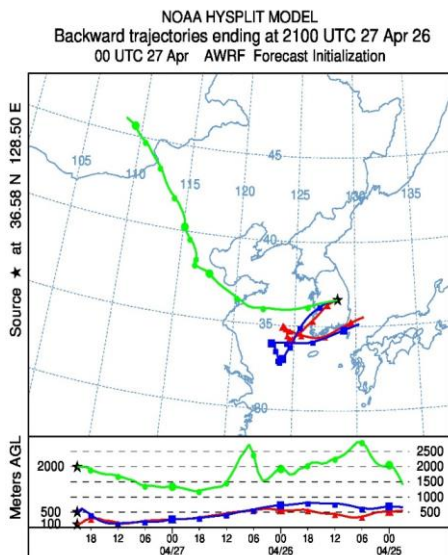 NOAA HYSPLIT MODEL
Backward trajectories ending at 2100 UTC 27 Apr 26
00 UTC 27 Apr AWRF Forecast Initialization
Source ★ at 36.58 N 128.50 E
105
110
115
120
125
130
45
40
35
30
Meters AGL
2000
500
100
2500
2000
1500
1000
500
18 12 06 00 18 12 06 00 18 12 06 00
04/27 04/26 04/25